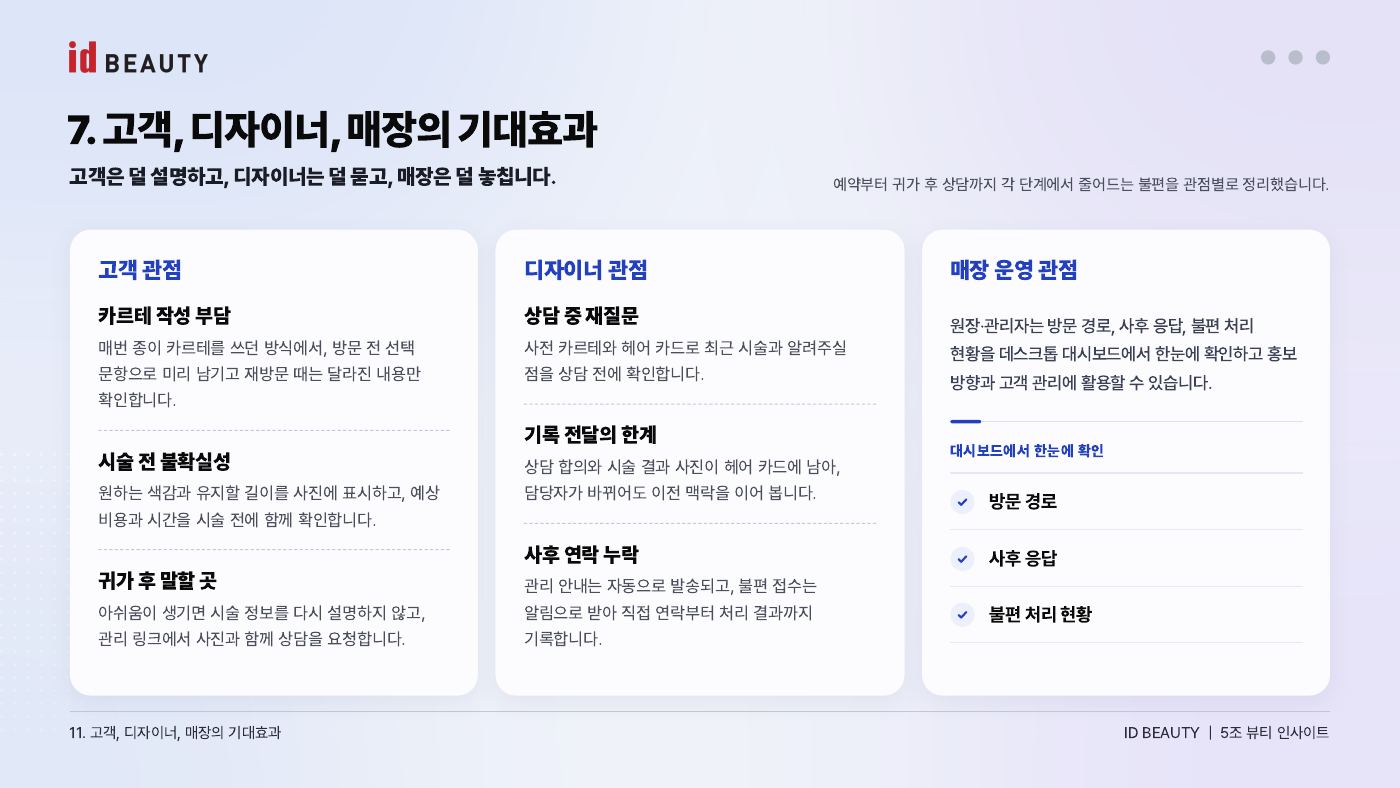 id BEAUTY
7. 고객, 디자이너, 매장의 기대효과
고객은 덜 설명하고, 디자이너는 덜 묻고, 매장은 덜 놓칩니다.
예약부터 귀가 후 상담까지 각 단계에서 줄어드는 불편을 관점별로 정리했습니다.
고객 관점
카르테 작성 부담
매번 종이 카르테를 쓰던 방식에서, 방문 전 선택
문항으로 미리 남기고 재방문 때는 달라진 내용만
확인합니다.
시술 전 불확실성
원하는 색감과 유지할 길이를 사진에 표시하고, 예상
비용과 시간을 시술 전에 함께 확인합니다.
귀가 후 말할 곳
아쉬움이 생기면 시술 정보를 다시 설명하지 않고,
관리 링크에서 사진과 함께 상담을 요청합니다.
디자이너 관점
상담 중 재질문
사전 카르테와 헤어 카드로 최근 시술과 알려주실
점을 상담 전에 확인합니다.
기록 전달의 한계
상담 합의와 시술 결과 사진이 헤어 카드에 남아,
담당자가 바뀌어도 이전 맥락을 이어 봅니다.
사후 연락 누락
관리 안내는 자동으로 발송되고, 불편 접수는
알림으로 받아 직접 연락부터 처리 결과까지
기록합니다.
매장 운영 관점
원장·관리자는 방문 경로, 사후 응답, 불편 처리
현황을 데스크톱 대시보드에서 한눈에 확인하고 홍보
방향과 고객 관리에 활용할 수 있습니다.
대시보드에서 한눈에 확인
방문 경로
사후 응답
불편 처리 현황
11. 고객, 디자이너, 매장의 기대효과
ID BEAUTY | 5조 뷰티 인사이트